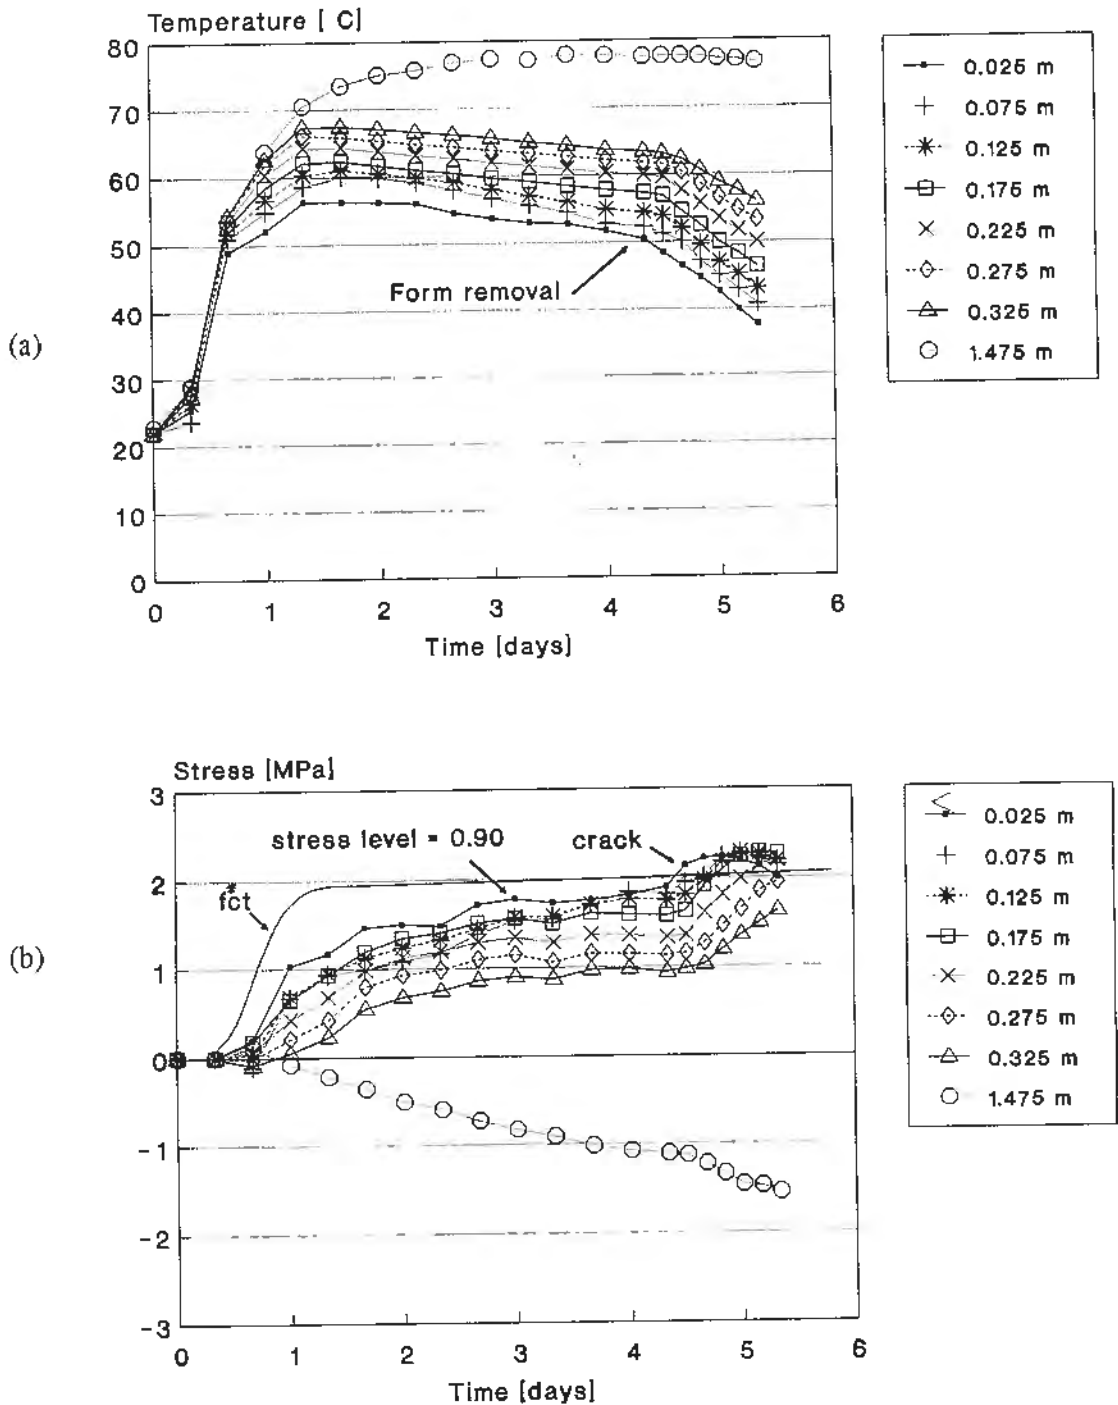 Temperature [ C]
80
70
60
50
40
30
20
10
0
0 1 2 3 4 5 6
Time [days]
Form removal
0.025 m
0.075 m
0.125 m
0.175 m
0.225 m
0.275 m
0.325 m
1.475 m
(a)
Stress [MPa]
3
2
1
0
-1
-2
-3
0 1 2 3 4 5 6
Time [days]
stress level = 0.90
crack
*
fct
0.025 m
0.075 m
0.125 m
0.175 m
0.225 m
0.275 m
0.325 m
1.475 m
(b)